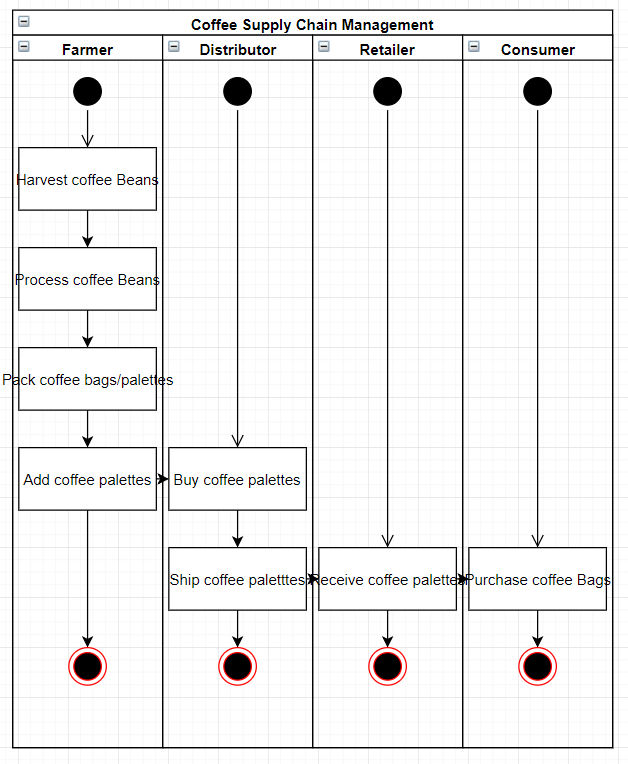 Coffee Supply Chain Management
Farmer
Distributor
Retailer
Consumer
Harvest coffee Beans
Process coffee Beans
Pack coffee bags/palettes
Add coffee palettes
Buy coffee palettes
Ship coffee paletttes
Receive coffee palettes
Purchase coffee Bags